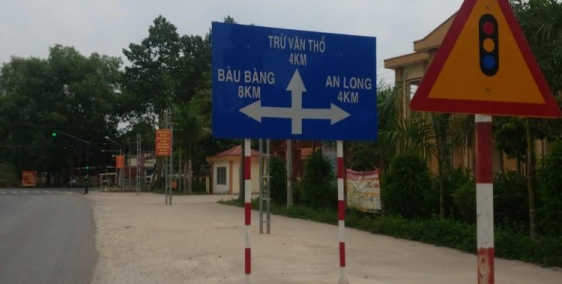 TRỪ VĂN THỐ
4KM
BÀU BÀNG
8KM
AN LONG
4KM